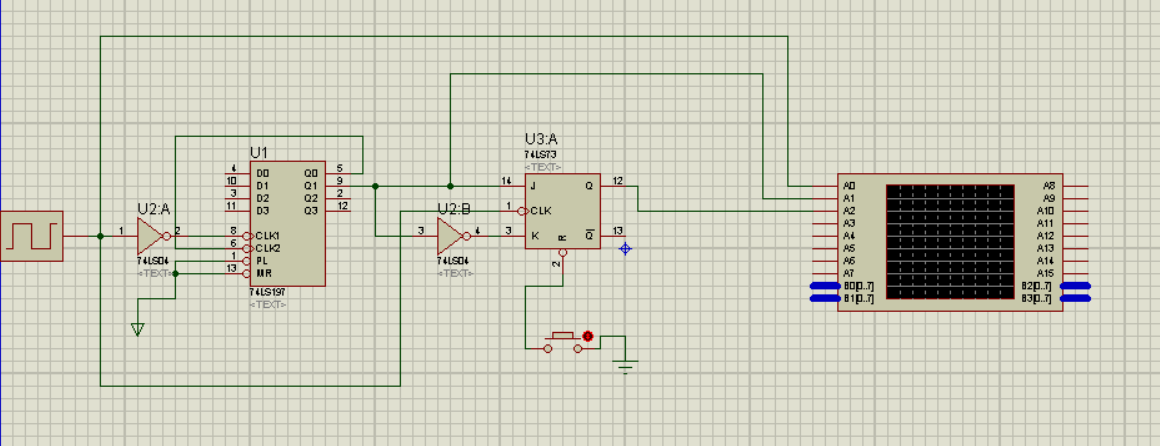 U2:A
1
2
74LS04
<TEXT>
U1
4 D0 Q0 5
10 D1 Q1 9
3 D2 Q2 2
11 D3 Q3 12
8 CLK1
6 CLK2
1 PL
13 MR
74LS197
<TEXT>
U2:B
3
4
74LS04
<TEXT>
U3:A
74LS73
<TEXT>
14 J Q 12
1 CLK
3 K Q 13
R
2
A0 A8
A1 A9
A2 A10
A3 A11
A4 A12
A5 A13
A6 A14
A7 A15
B0[0..7] B2[0..7]
B1[0..7] B3[0..7]